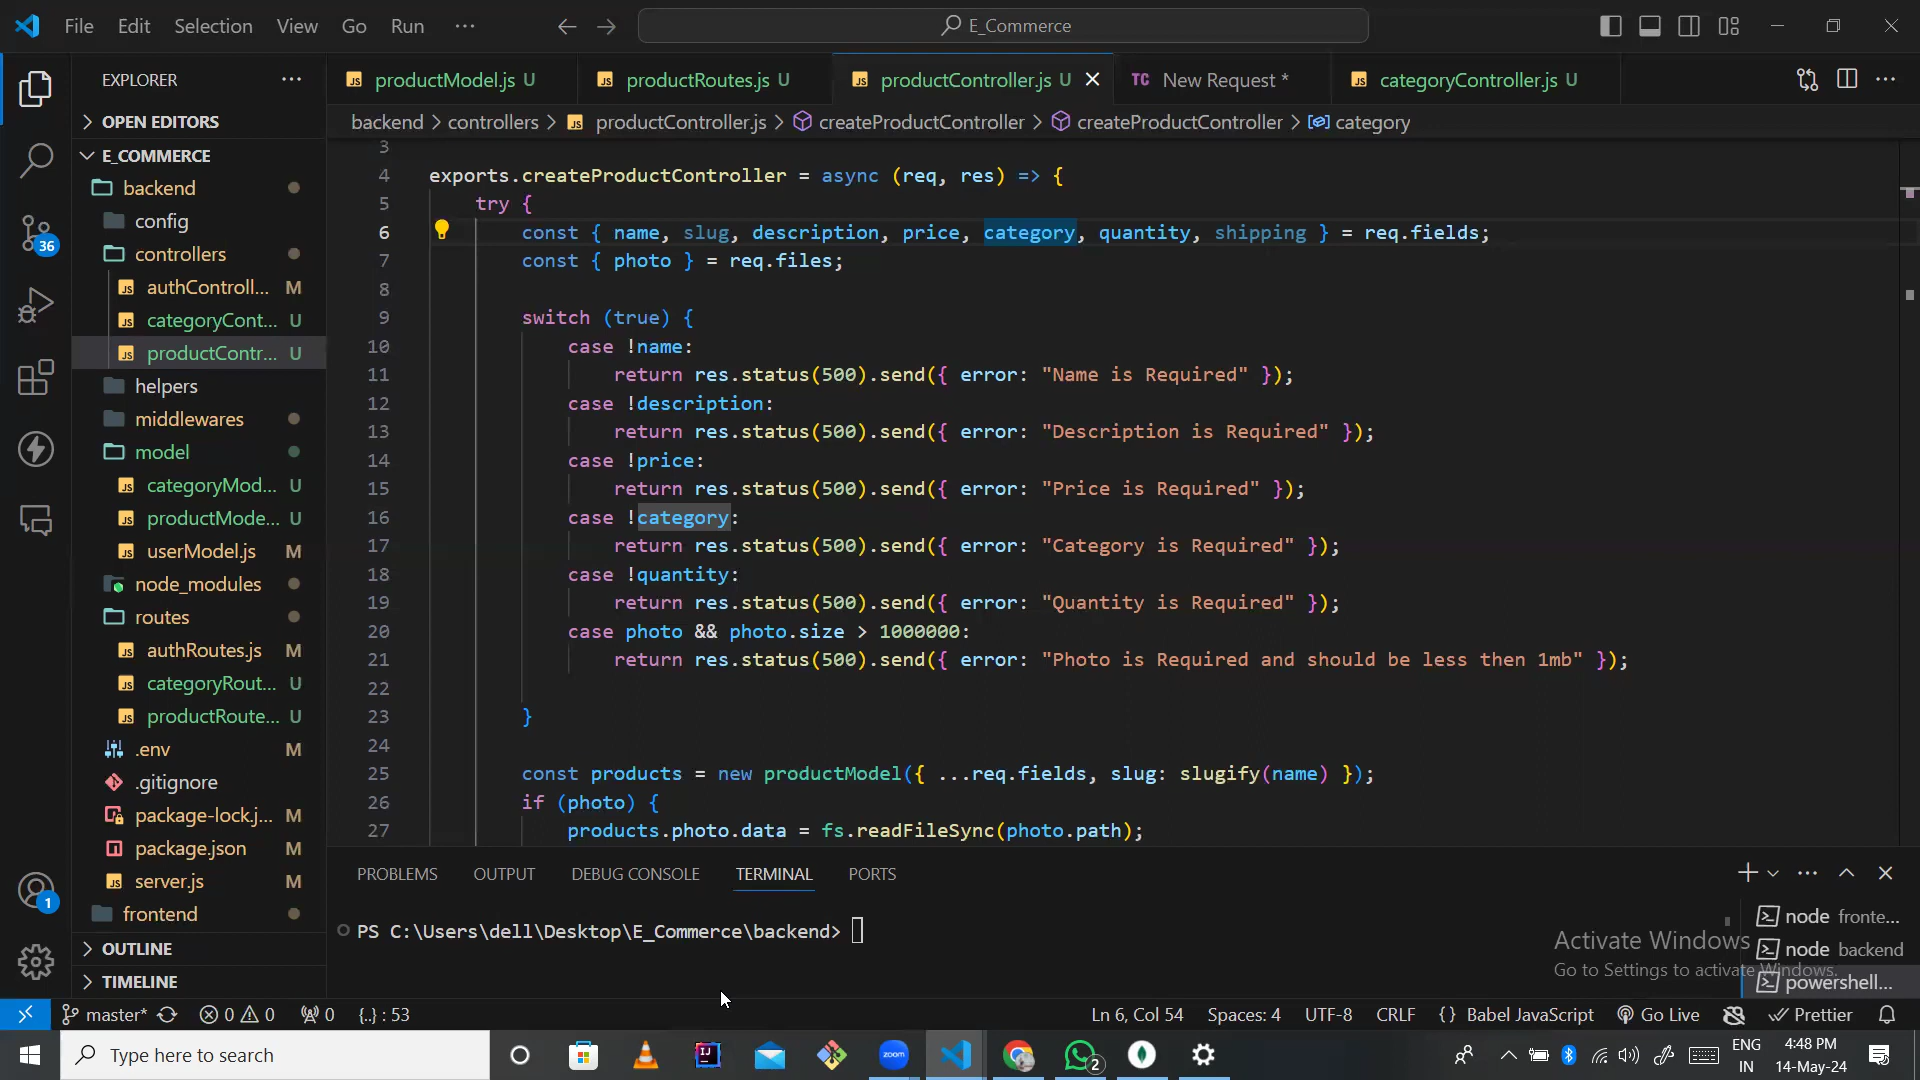 File Edit Selection View Go Run ··· E_Commerce
EXPLORER ···
productModel.js U productRoutes.js U productController.js U New Request * categoryController.js U
TC
OPEN EDITORS
backend > controllers > productController.js > createProductController > createProductController > category
E_COMMERCE
backend
config
controllers
authControll... M
categoryCont... U
productContr... U
helpers
middlewares
model
categoryMod... U
productMode... U
userModel.js M
node_modules
routes
authRoutes.js M
categoryRout... U
productRoute... U
.env M
.gitignore
package-lock.j... M
package.json M
server.js M
frontend
OUTLINE
TIMELINE
36
1
3
4 exports.createProductController = async (req, res) => {
5 try {
6 const { name, slug, description, price, category, quantity, shipping } = req.fields;
7 const { photo } = req.files;
8
9 switch (true) {
10 case !name:
11 return res.status(500).send({ error: "Name is Required" });
12 case !description:
13 return res.status(500).send({ error: "Description is Required" });
14 case !price:
15 return res.status(500).send({ error: "Price is Required" });
16 case !category:
17 return res.status(500).send({ error: "Category is Required" });
18 case !quantity:
19 return res.status(500).send({ error: "Quantity is Required" });
20 case photo && photo.size > 1000000:
21 return res.status(500).send({ error: "Photo is Required and should be less then 1mb" });
22
23 }
24
25 const products = new productModel({ ...req.fields, slug: slugify(name) });
26 if (photo) {
27 products.photo.data = fs.readFileSync(photo.path);
PROBLEMS OUTPUT DEBUG CONSOLE TERMINAL PORTS
PS C:\Users\dell\Desktop\E_Commerce\backend>
node fronte...
node backend
powershell...
Activate Windows
Go to Settings to activate Windows.
master* 0 0 0 {..} : 53 Ln 6, Col 54 Spaces: 4 UTF-8 CRLF {} Babel JavaScript Go Live Prettier
Type here to search zoom 2 ENG IN 4:48 PM 14-May-24